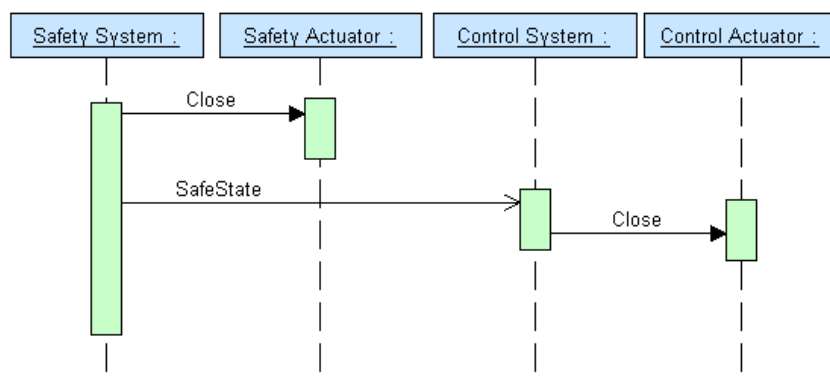 Safety System :
Safety Actuator :
Control System :
Control Actuator :
Close
SafeState
Close